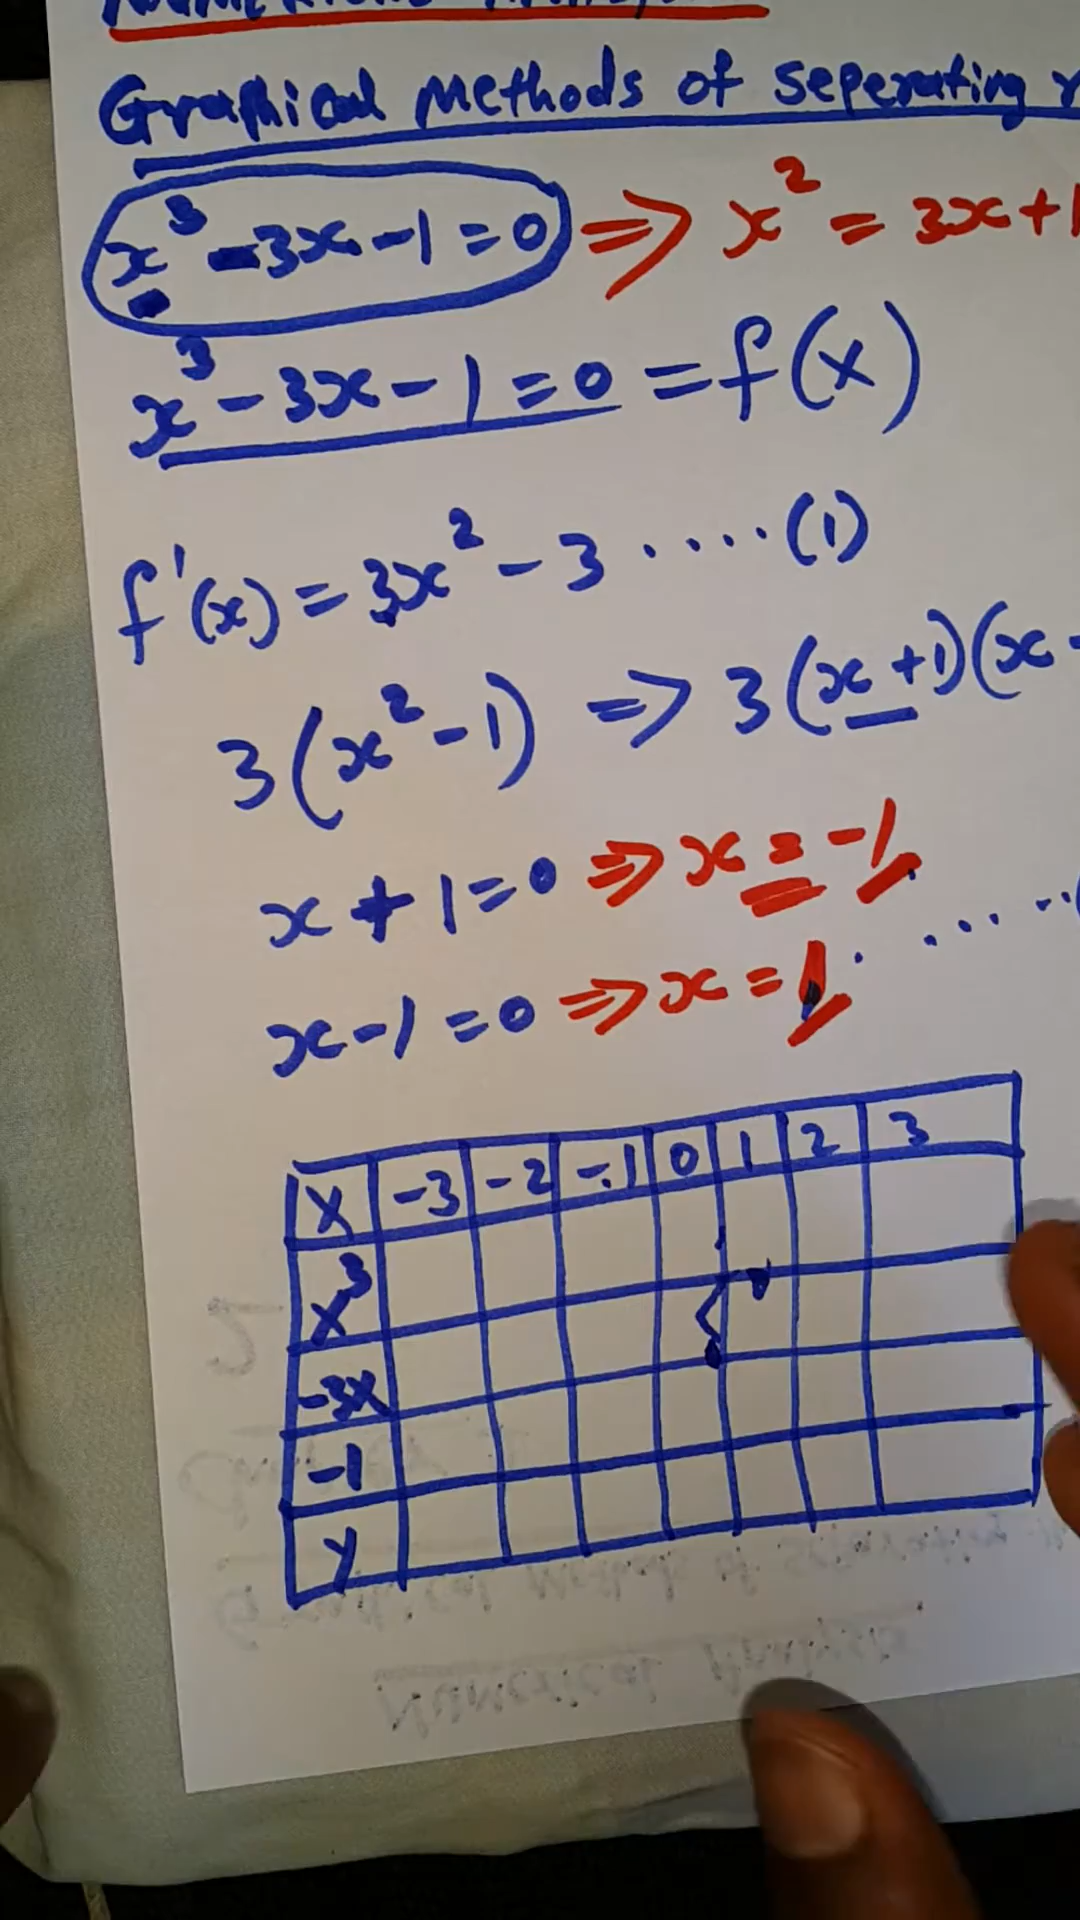 Graphical methods of seperating
x³ - 3x - 1 = 0 => x² = 3x + 1
x³ - 3x - 1 = 0 = f(x)
f'(x) = 3x² - 3 .....(1)
3(x² - 1) => 3(x + 1)(x -
x + 1 = 0 => x = -1
x - 1 = 0 => x = 1 .....(
X -3 -2 -1 0 1 2 3
X³
-3X
-1
y